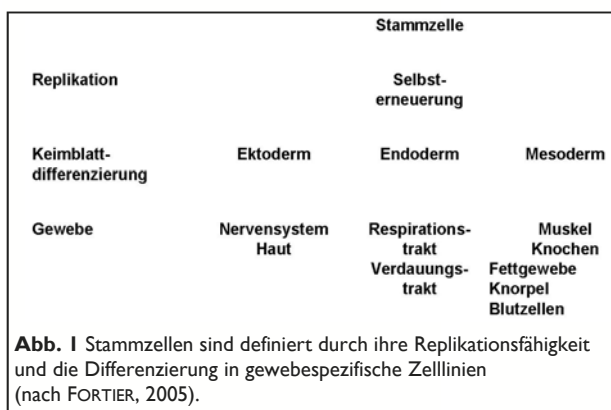 Stammzelle
Replikation Selbst-
erneuerung
Keimblatt- Ektoderm Endoderm Mesoderm
differenzierung
Gewebe Nervensystem Respirations- Muskel
Haut trakt Knochen
Verdauungs- Fettgewebe
trakt Knorpel
Blutzellen
Abb. 1 Stammzellen sind definiert durch ihre Replikationsfähigkeit
und die Differenzierung in gewebespezifische Zelllinien
(nach FORTIER, 2005).